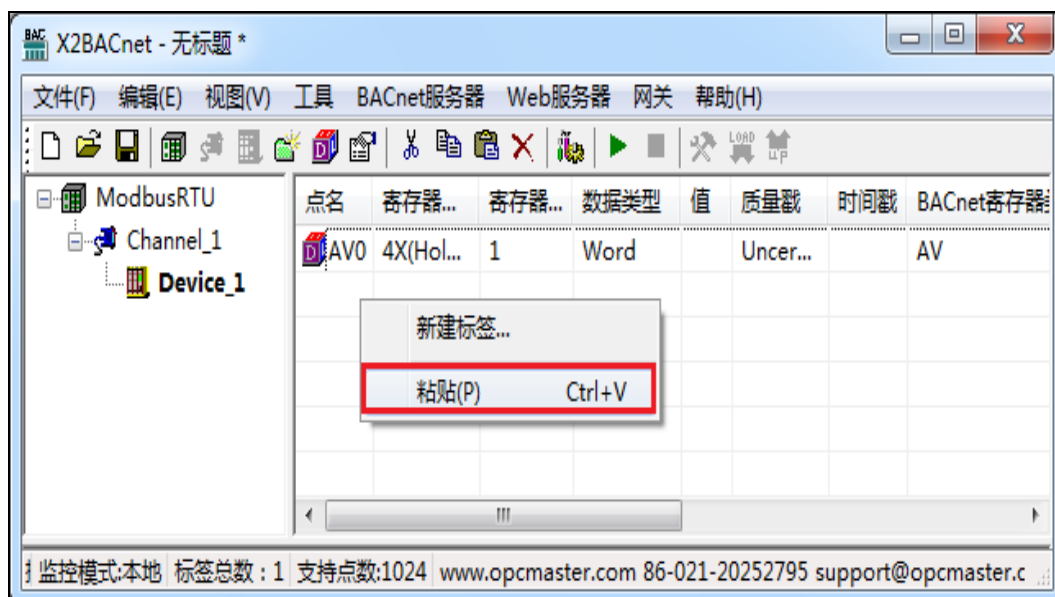 X2BACnet - 无标题 *
文件(F) 编辑(E) 视图(V) 工具 BACnet服务器 Web服务器 网关 帮助(H)
ModbusRTU
Channel_1
Device_1
点名 寄存器... 寄存器... 数据类型 值 质量戳 时间戳 BACnet寄存器
AV0 4X(Hol... 1 Word Uncer... AV
新建标签...
粘贴(P) Ctrl+V
监控模式:本地 标签总数：1 支持点数:1024 www.opcmaster.com 86-021-20252795 support@opcmaster.c